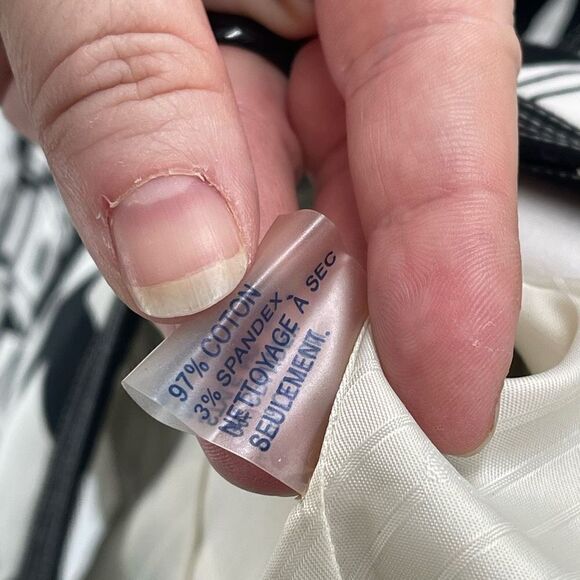 97% COTON
3% SPANDEX
NETTOYAGE À SEC
SEULEMENT.